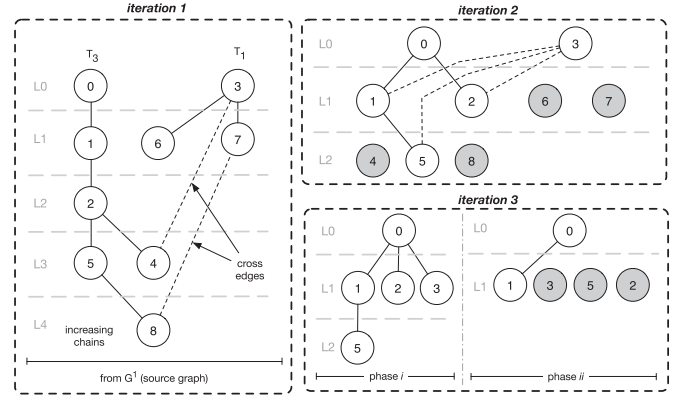 iteration 1
T3
T1
L0
0
3
L1
1
6
7
L2
2
L3
5
4
cross
edges
L4
increasing
chains
8
from G1 (source graph)
iteration 2
L0
0
3
L1
1
2
6
7
L2
4
5
8
iteration 3
L0
0
L1
1
2
3
L2
5
phase i
L0
0
L1
1
3
5
2
phase ii